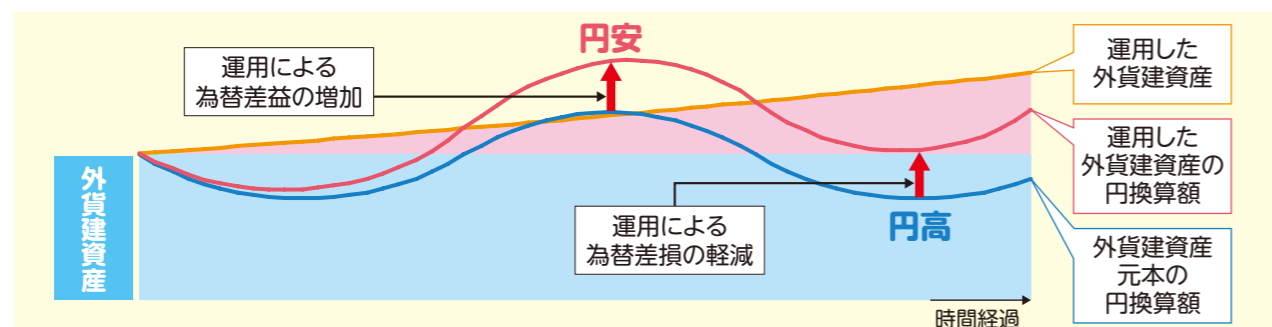 円安
運用による
為替差益の増加
運用した
外貨建資産
運用した
外貨建資産の
円換算額
外貨建資産
運用による
為替差損の軽減
円高
外貨建資産
元本の
円換算額
時間経過